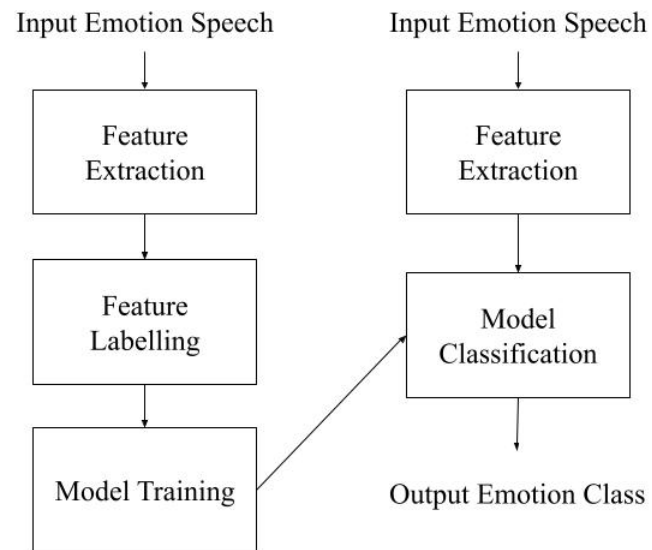 Input Emotion Speech
Feature
Extraction
Feature
Labelling
Model Training
Input Emotion Speech
Feature
Extraction
Model
Classification
Output Emotion Class